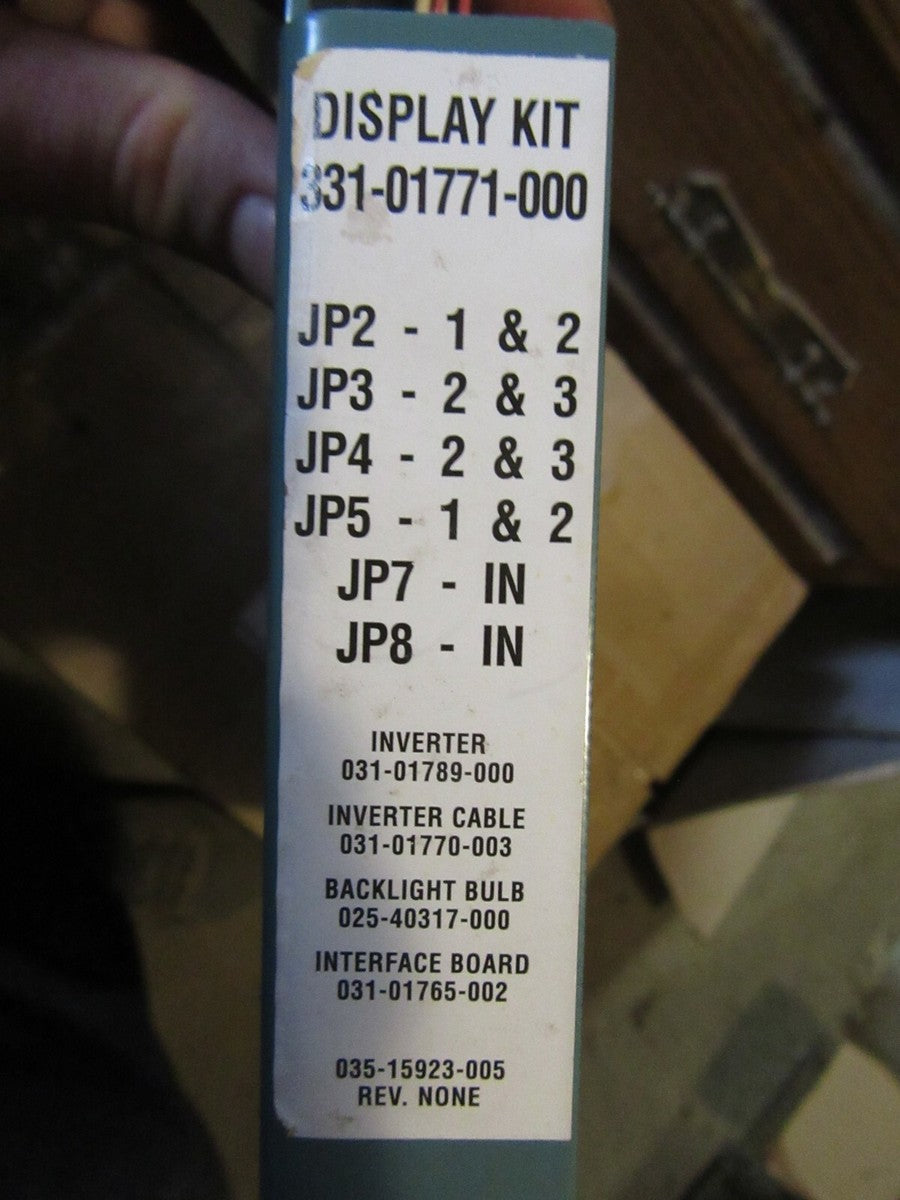 DISPLAY KIT
331-01771-000
JP2 - 1 & 2
JP3 - 2 & 3
JP4 - 2 & 3
JP5 - 1 & 2
JP7 - IN
JP8 - IN
INVERTER
031-01789-000
INVERTER CABLE
031-01770-003
BACKLIGHT BULB
025-40317-000
INTERFACE BOARD
031-01765-002
035-15923-005
REV. NONE